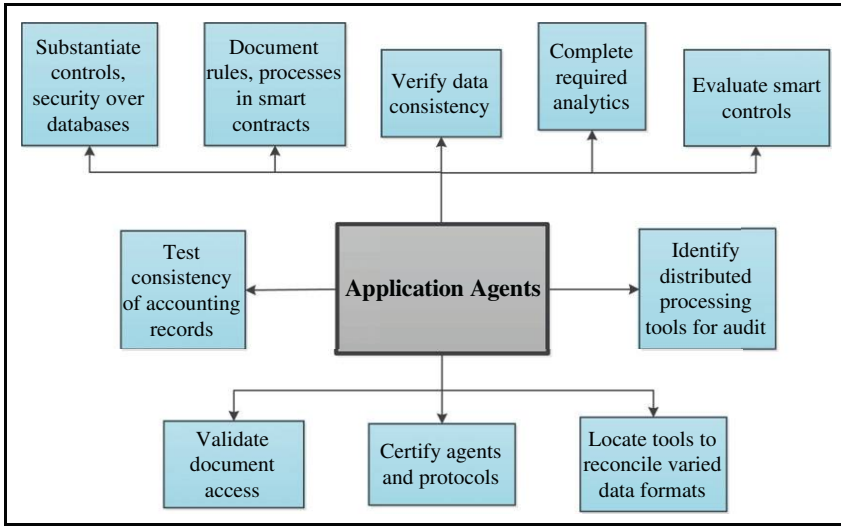 Substantiate
controls,
security over
databases
Document
rules, processes
in smart
contracts
Verify data
consistency
Complete
required
analytics
Evaluate smart
controls
Test
consistency
of accounting
records
Application Agents
Identify
distributed
processing
tools for audit
Validate
document
access
Certify agents
and protocols
Locate tools to
reconcile varied
data formats